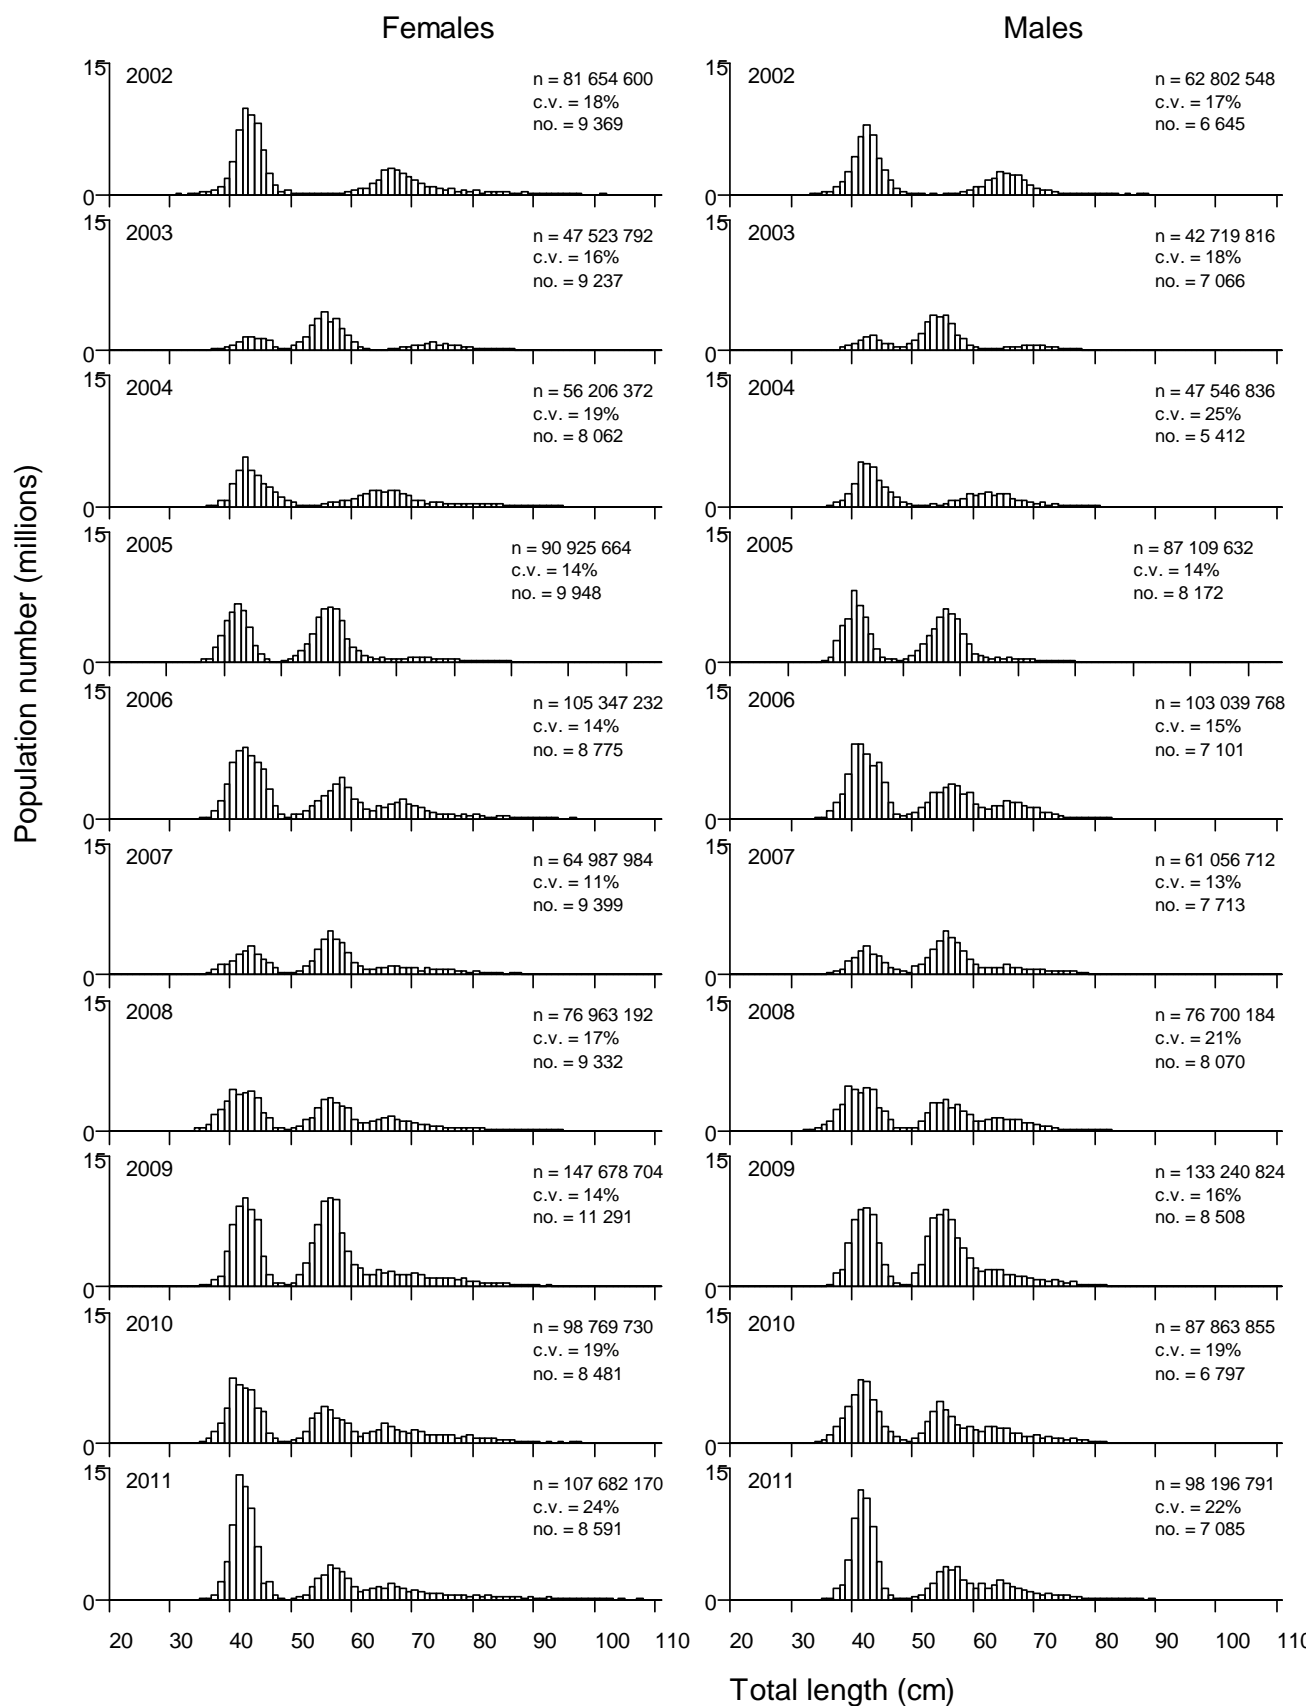 Females Males
15 2002 n = 81 654 600 15 2002 n = 62 802 548
c.v. = 18% c.v. = 17%
no. = 9 369 no. = 6 645
0 0
15 2003 n = 47 523 792 15 2003 n = 42 719 816
c.v. = 16% c.v. = 18%
no. = 9 237 no. = 7 066
0 0
15 2004 n = 56 206 372 15 2004 n = 47 546 836
c.v. = 19% c.v. = 25%
no. = 8 062 no. = 5 412
0 0
Population number (millions)
15 2005 n = 90 925 664 15 2005 n = 87 109 632
c.v. = 14% c.v. = 14%
no. = 9 948 no. = 8 172
0 0
15 2006 n = 105 347 232 15 2006 n = 103 039 768
c.v. = 14% c.v. = 15%
no. = 8 775 no. = 7 101
0 0
15 2007 n = 64 987 984 15 2007 n = 61 056 712
c.v. = 11% c.v. = 13%
no. = 9 399 no. = 7 713
0 0
15 2008 n = 76 963 192 15 2008 n = 76 700 184
c.v. = 17% c.v. = 21%
no. = 9 332 no. = 8 070
0 0
15 2009 n = 147 678 704 15 2009 n = 133 240 824
c.v. = 14% c.v. = 16%
no. = 11 291 no. = 8 508
0 0
15 2010 n = 98 769 730 15 2010 n = 87 863 855
c.v. = 19% c.v. = 19%
no. = 8 481 no. = 6 797
0 0
15 2011 n = 107 682 170 15 2011 n = 98 196 791
c.v. = 24% c.v. = 22%
no. = 8 591 no. = 7 085
0 0
20 30 40 50 60 70 80 90 100 110 20 30 40 50 60 70 80 90 100 110
Total length (cm)